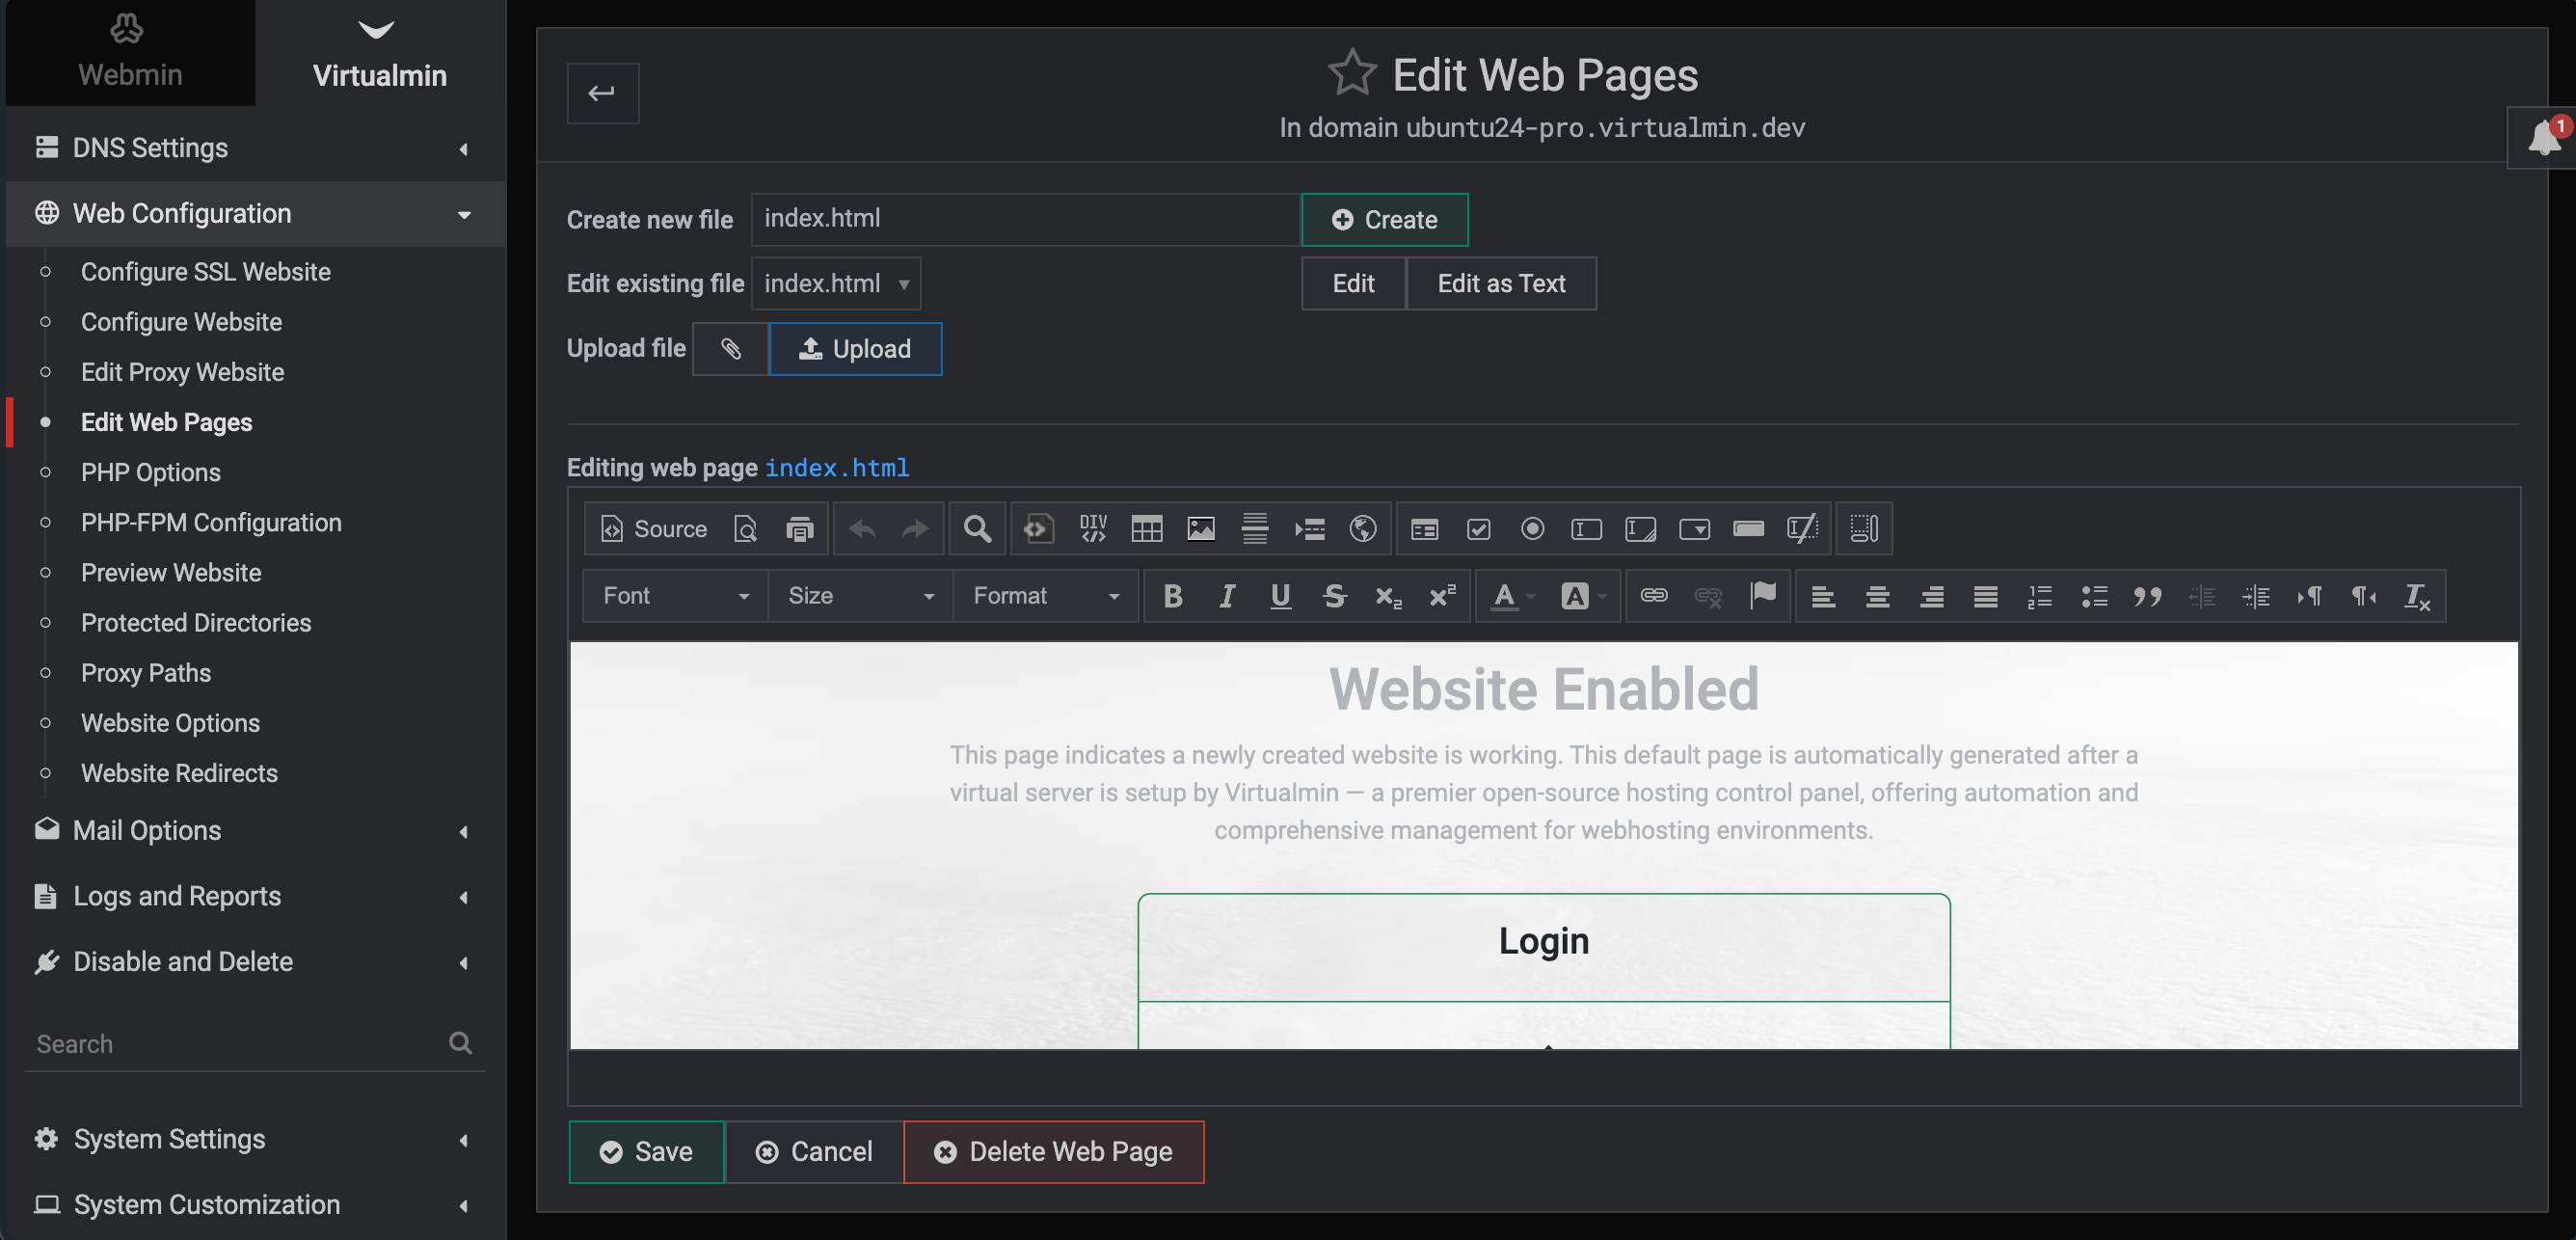 Webmin
Virtualmin
DNS Settings
Web Configuration
Configure SSL Website
Configure Website
Edit Proxy Website
Edit Web Pages
PHP Options
PHP-FPM Configuration
Preview Website
Protected Directories
Proxy Paths
Website Options
Website Redirects
Mail Options
Logs and Reports
Disable and Delete
Search
System Settings
System Customization
Edit Web Pages
In domain ubuntu24-pro.virtualmin.dev
1
Create new file index.html Create
Edit existing file index.html Edit Edit as Text
Upload file Upload
Editing web page index.html
Source DIV
Font Size Format B I U S x₂ x² A A
Website Enabled
This page indicates a newly created website is working. This default page is automatically generated after a
virtual server is setup by Virtualmin — a premier open-source hosting control panel, offering automation and
comprehensive management for webhosting environments.
Login
Save Cancel Delete Web Page